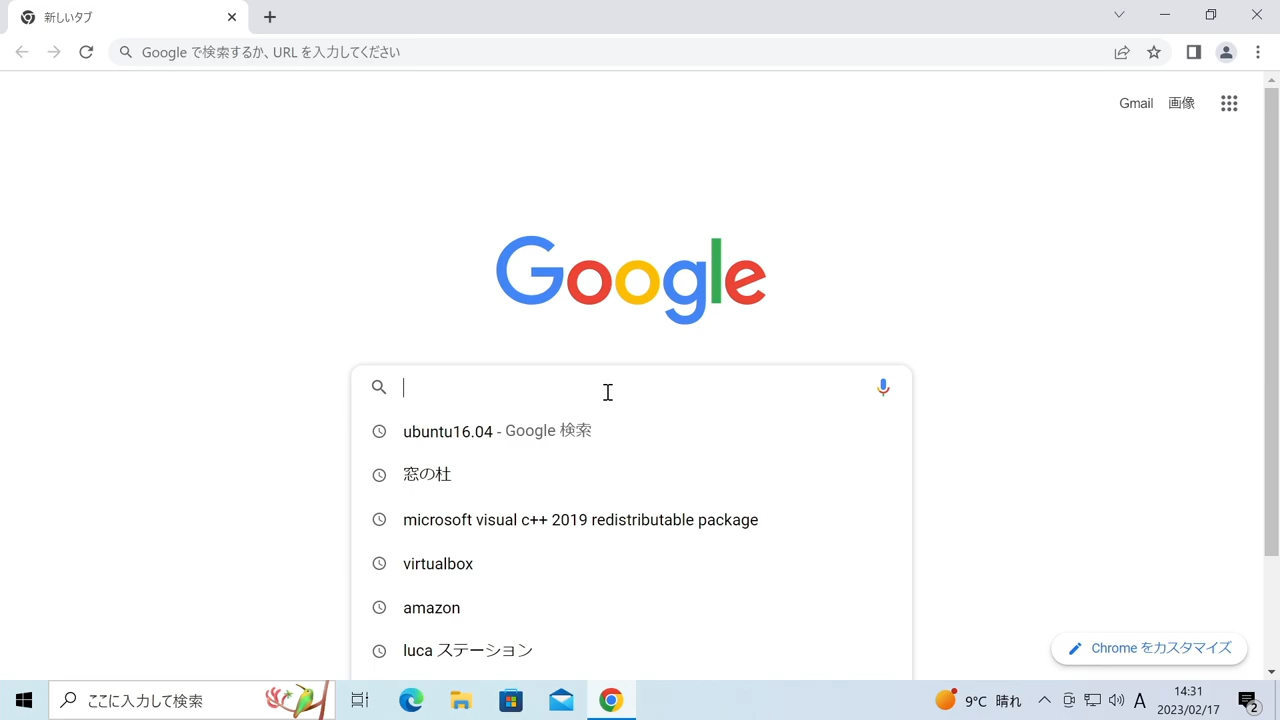 新しいタブ
Google で検索するか、URL を入力してください
Gmail 画像
Google
ubuntu16.04 - Google 検索
窓の杜
microsoft visual c++ 2019 redistributable package
virtualbox
amazon
luca ステーション
Chrome をカスタマイズ
ここに入力して検索
9°C 晴れ
A
14:31
2023/02/17
2